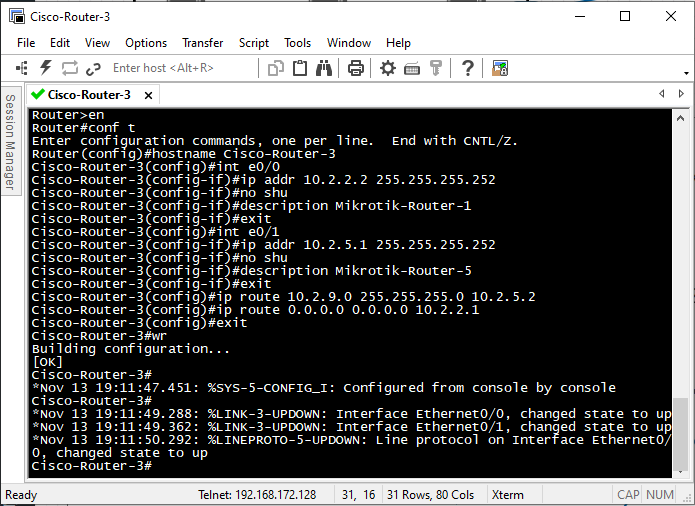 Cisco-Router-3
File Edit View Options Transfer Script Tools Window Help
Enter host <Alt+R>
Session Manager
Cisco-Router-3
Router>en
Router#conf t
Enter configuration commands, one per line.  End with CNTL/Z.
Router(config)#hostname Cisco-Router-3
Cisco-Router-3(config)#int e0/0
Cisco-Router-3(config-if)#ip addr 10.2.2.2 255.255.255.252
Cisco-Router-3(config-if)#no shu
Cisco-Router-3(config-if)#description Mikrotik-Router-1
Cisco-Router-3(config-if)#exit
Cisco-Router-3(config)#int e0/1
Cisco-Router-3(config-if)#ip addr 10.2.5.1 255.255.255.252
Cisco-Router-3(config-if)#no shu
Cisco-Router-3(config-if)#description Mikrotik-Router-5
Cisco-Router-3(config-if)#exit
Cisco-Router-3(config)#ip route 10.2.9.0 255.255.255.0 10.2.5.2
Cisco-Router-3(config)#ip route 0.0.0.0 0.0.0.0 10.2.2.1
Cisco-Router-3(config)#exit
Cisco-Router-3#wr
Building configuration...
[OK]
Cisco-Router-3#
*Nov 13 19:11:47.451: %SYS-5-CONFIG_I: Configured from console by console
Cisco-Router-3#
*Nov 13 19:11:49.288: %LINK-3-UPDOWN: Interface Ethernet0/0, changed state to up
*Nov 13 19:11:49.362: %LINK-3-UPDOWN: Interface Ethernet0/1, changed state to up
*Nov 13 19:11:50.292: %LINEPROTO-5-UPDOWN: Line protocol on Interface Ethernet0/
0, changed state to up
Cisco-Router-3#
Ready Telnet: 192.168.172.128 31, 16 31 Rows, 80 Cols Xterm CAP NUM